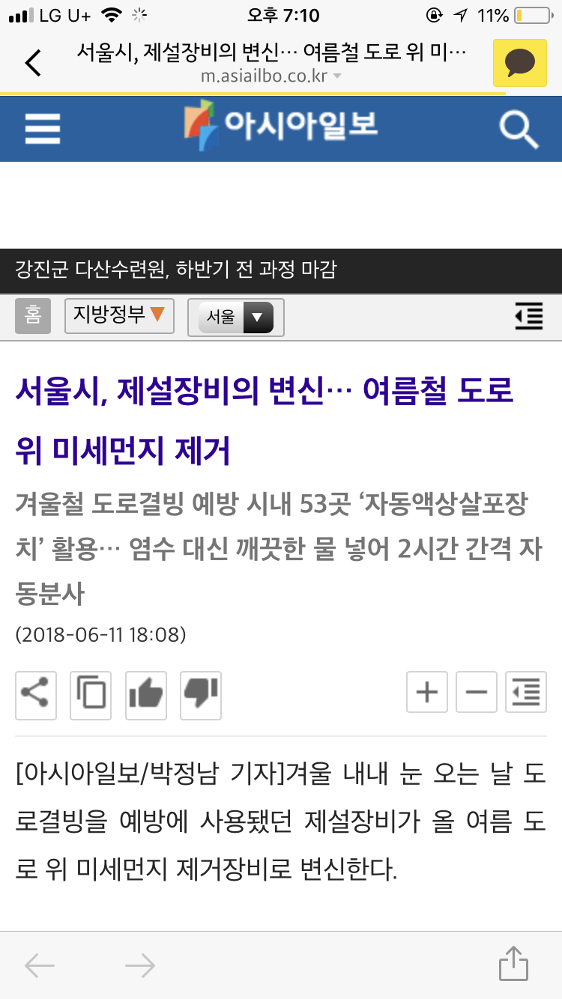 LG U+ 오후 7:10 11%
서울시, 제설장비의 변신… 여름철 도로 위 미…
m.asiailbo.co.kr
아시아일보
강진군 다산수련원, 하반기 전 과정 마감
홈 지방정부 서울
서울시, 제설장비의 변신… 여름철 도로
위 미세먼지 제거
겨울철 도로결빙 예방 시내 53곳 ‘자동액상살포장
치’ 활용… 염수 대신 깨끗한 물 넣어 2시간 간격 자
동분사
(2018-06-11 18:08)
[아시아일보/박정남 기자]겨울 내내 눈 오는 날 도
로결빙을 예방에 사용됐던 제설장비가 올 여름 도
로 위 미세먼지 제거장비로 변신한다.